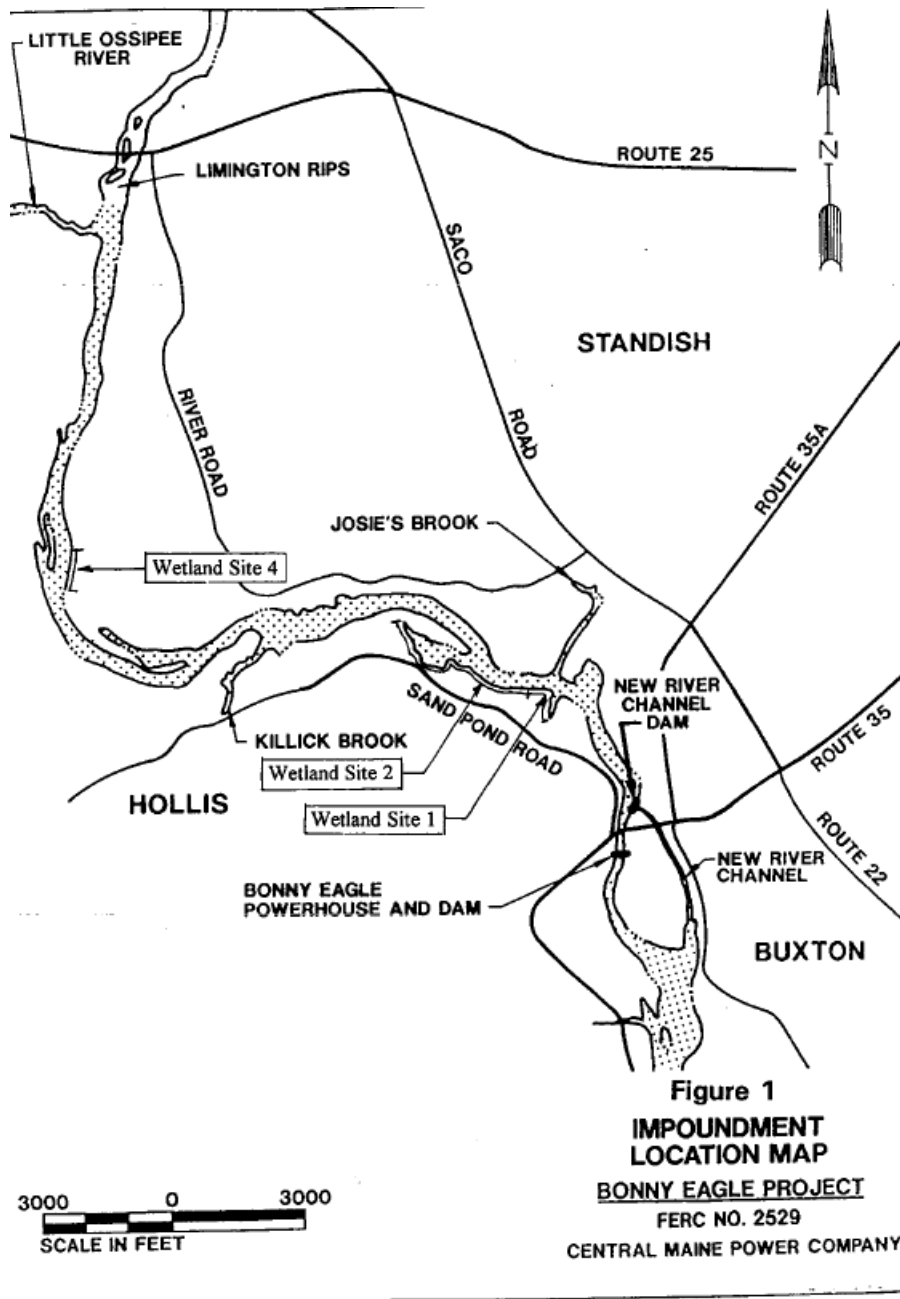 LITTLE OSSIPEE
RIVER
N
ROUTE 25
LIMINGTON RIPS
SACO
ROAD
STANDISH
RIVER ROAD
ROUTE 35A
JOSIE'S BROOK
Wetland Site 4
NEW RIVER
CHANNEL
DAM
SAND POND ROAD
KILLICK BROOK
Wetland Site 2
ROUTE 35
HOLLIS
Wetland Site 1
ROUTE 22
NEW RIVER
CHANNEL
BONNY EAGLE
POWERHOUSE AND DAM
BUXTON
Figure 1
IMPOUNDMENT
LOCATION MAP
BONNY EAGLE PROJECT
FERC NO. 2529
CENTRAL MAINE POWER COMPANY
3000 0 3000
SCALE IN FEET